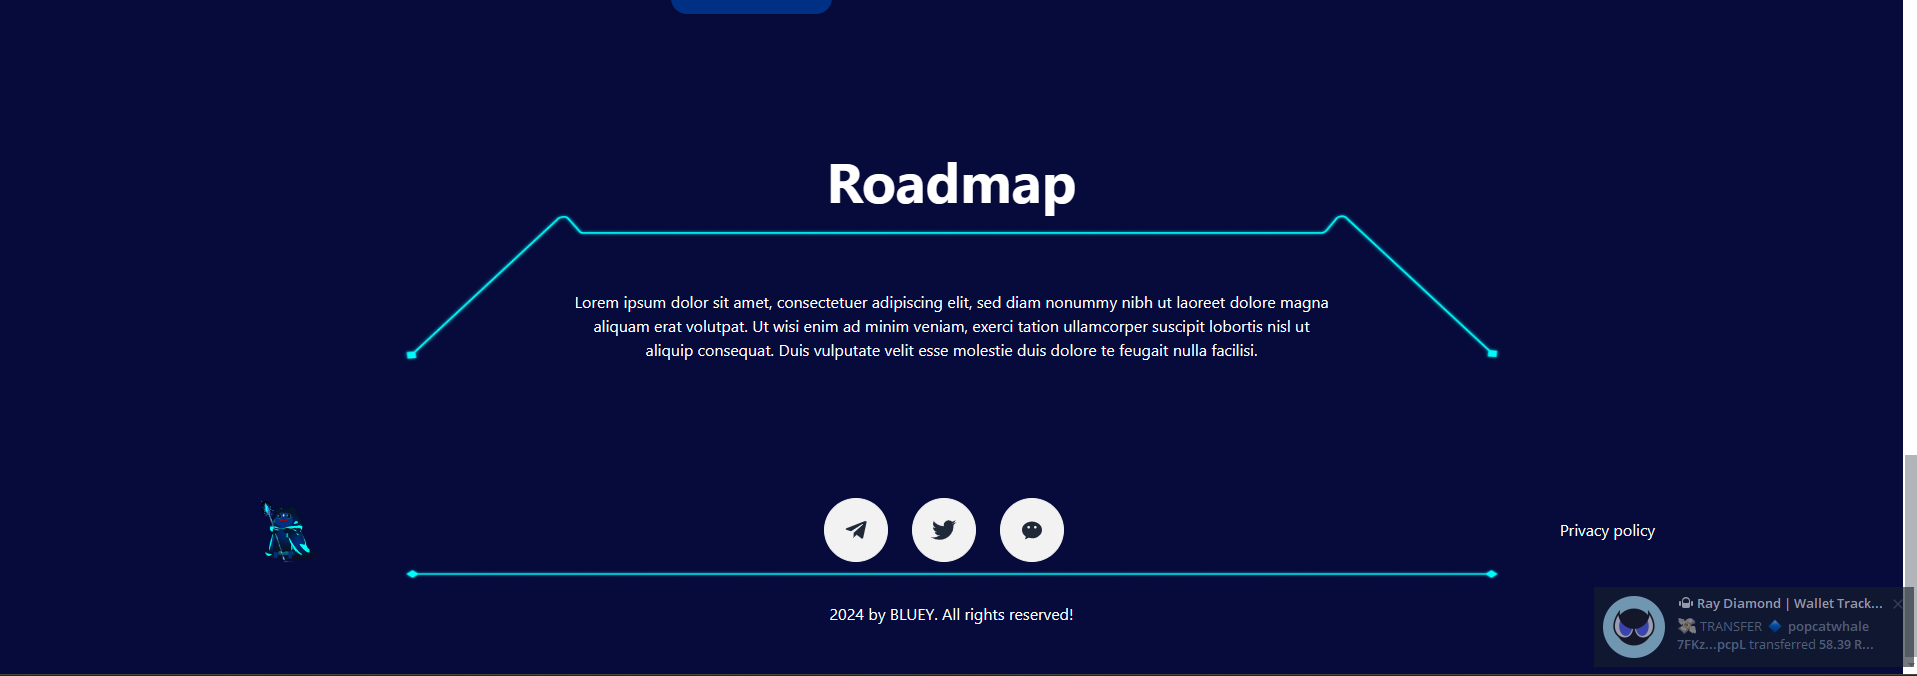 Roadmap
Lorem ipsum dolor sit amet, consectetuer adipiscing elit, sed diam nonummy nibh ut laoreet dolore magna
aliquam erat volutpat. Ut wisi enim ad minim veniam, exerci tation ullamcorper suscipit lobortis nisl ut
aliquip consequat. Duis vulputate velit esse molestie duis dolore te feugait nulla facilisi.
Privacy policy
2024 by BLUEY. All rights reserved!
Ray Diamond | Wallet Track...
TRANSFER popcatwhale
7FKz...pcpL transferred 58.39 R...